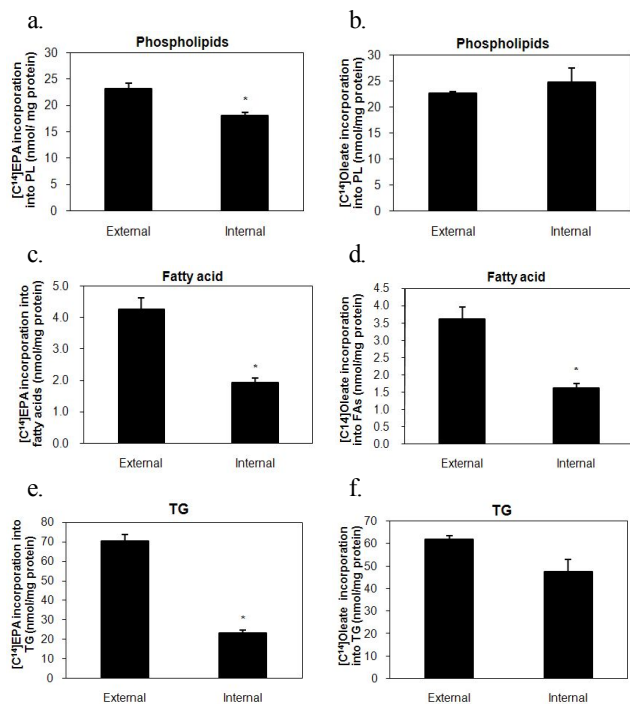 a.
Phospholipids
[C¹⁴]EPA incorporation
into PL (nmol/ mg protein)
30
25
20
15
10
5
0
*
External Internal
b.
Phospholipids
[C¹⁴]Oleate incorporation
into PL (nmol/mg protein)
30
25
20
15
10
5
0
External Internal
c.
Fatty acid
[C¹⁴]EPA incorporation into
fatty acids (nmol/mg protein)
5.0
4.0
3.0
2.0
1.0
0.0
*
External Internal
d.
Fatty acid
[C14]Oleate incorporation
into FAs (nmol/mg protein)
4.5
4.0
3.5
3.0
2.5
2.0
1.5
1.0
0.5
0.0
*
External Internal
e.
TG
[C¹⁴]EPA incorporation into
TG (nmol/mg protein)
80
70
60
50
40
30
20
10
0
*
External Internal
f.
TG
[C¹⁴]Oleate incorporation
into TG (nmol/mg protein)
70
60
50
40
30
20
10
0
External Internal